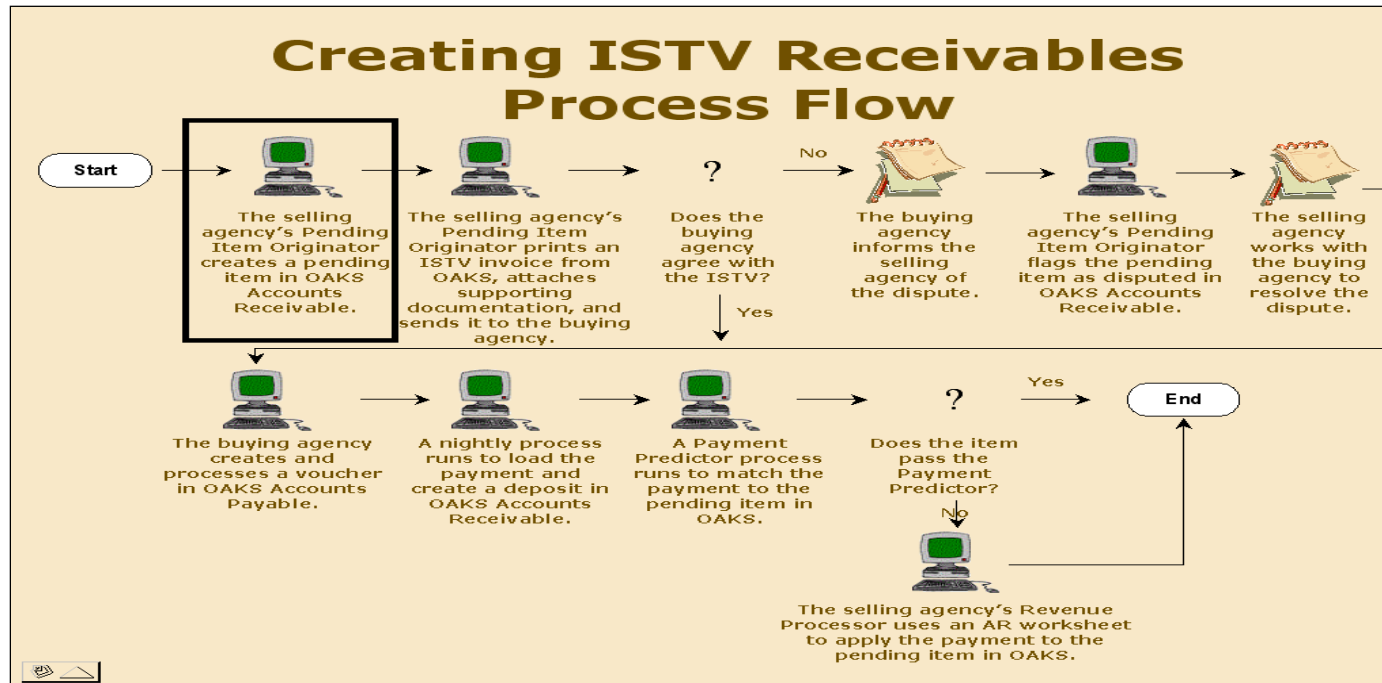 Creating ISTV Receivables
Process Flow
Start
The selling
agency's Pending
Item Originator
creates a pending
item in OAKS
Accounts
Receivable.
The selling agency's
Pending Item
Originator prints an
ISTV invoice from
OAKS, attaches
supporting
documentation, and
sends it to the buying
agency.
?
Does the
buying
agency
agree with
the ISTV?
No
Yes
The buying
agency
informs the
selling
agency of
the dispute.
The selling
agency's Pending
Item Originator
flags the pending
item as disputed in
OAKS Accounts
Receivable.
The selling
agency
works with
the buying
agency to
resolve the
dispute.
The buying agency
creates and
processes a voucher
in OAKS Accounts
Payable.
A nightly process
runs to load the
payment and
create a deposit in
OAKS Accounts
Receivable.
A Payment
Predictor process
runs to match the
payment to the
pending item in
OAKS.
?
Does the item
pass the
Payment
Predictor?
Yes
End
No
The selling agency's Revenue
Processor uses an AR worksheet
to apply the payment to the
pending item in OAKS.